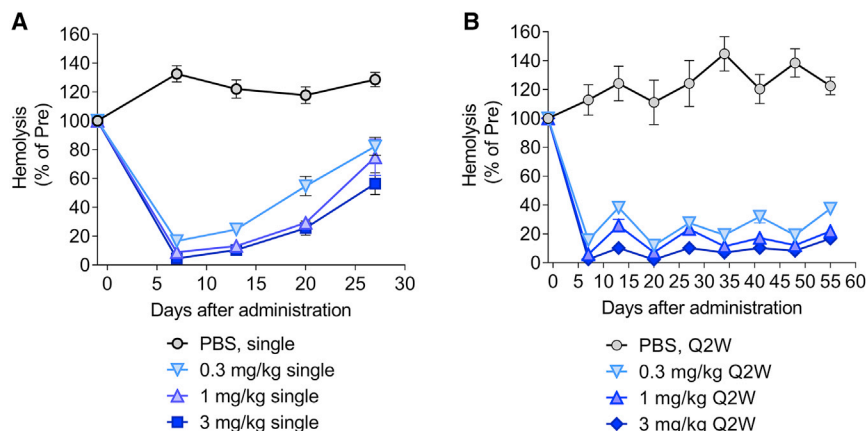 A
Hemolysis
(% of Pre)
160
140
120
100
80
60
40
20
0
0 5 10 15 20 25 30
Days after administration
PBS, single
0.3 mg/kg single
1 mg/kg single
3 mg/kg single
B
Hemolysis
(% of Pre)
160
140
120
100
80
60
40
20
0
0 5 10 15 20 25 30 35 40 45 50 55 60
Days after administration
PBS, Q2W
0.3 mg/kg Q2W
1 mg/kg Q2W
3 mg/kg Q2W